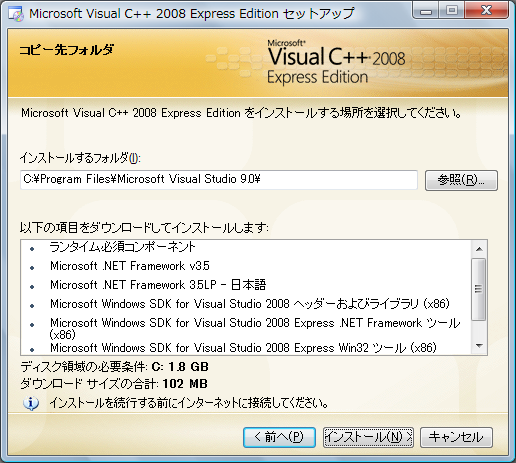 Microsoft Visual C++ 2008 Express Edition セットアップ
コピー先フォルダ
Microsoft®
Visual C++ 2008
Express Edition
Microsoft Visual C++ 2008 Express Edition をインストールする場所を選択してください。
インストールするフォルダ(I):
C:¥Program Files¥Microsoft Visual Studio 9.0¥
参照(R)...
以下の項目をダウンロードしてインストールします:
ランタイム必須コンポーネント
Microsoft .NET Framework v3.5
Microsoft .NET Framework 3.5LP - 日本語
Microsoft Windows SDK for Visual Studio 2008 ヘッダーおよびライブラリ (x86)
Microsoft Windows SDK for Visual Studio 2008 Express .NET Framework ツール
(x86)
Microsoft Windows SDK for Visual Studio 2008 Express Win32 ツール (x86)
ディスク領域の必要条件: C: 1.8 GB
ダウンロード サイズの合計: 102 MB
インストールを続行する前にインターネットに接続してください。
< 前へ(P)
インストール(N) >
キャンセル